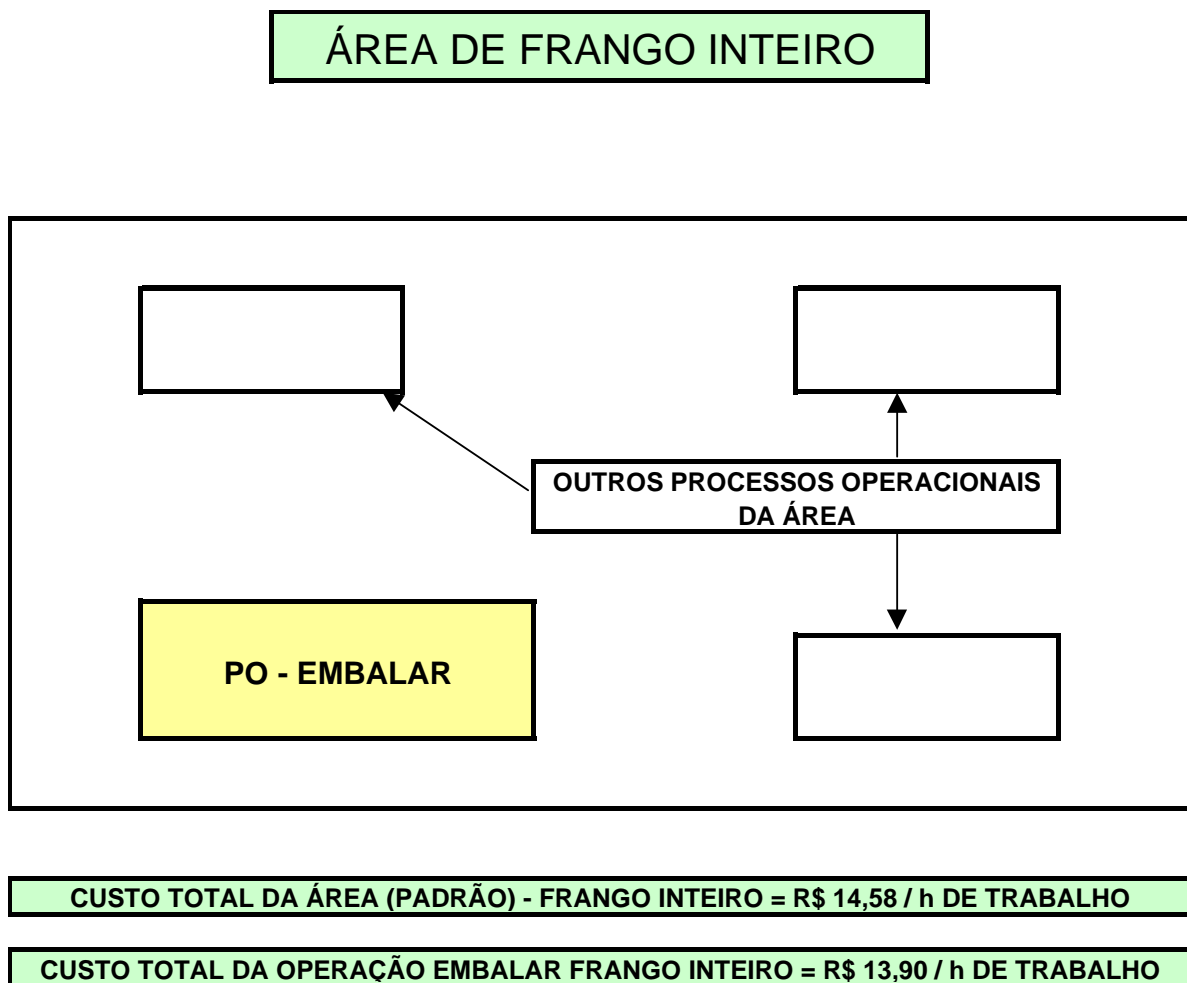 ÁREA DE FRANGO INTEIRO
OUTROS PROCESSOS OPERACIONAIS
DA ÁREA
PO - EMBALAR
CUSTO TOTAL DA ÁREA (PADRÃO) - FRANGO INTEIRO = R$ 14,58 / h DE TRABALHO
CUSTO TOTAL DA OPERAÇÃO EMBALAR FRANGO INTEIRO = R$ 13,90 / h DE TRABALHO